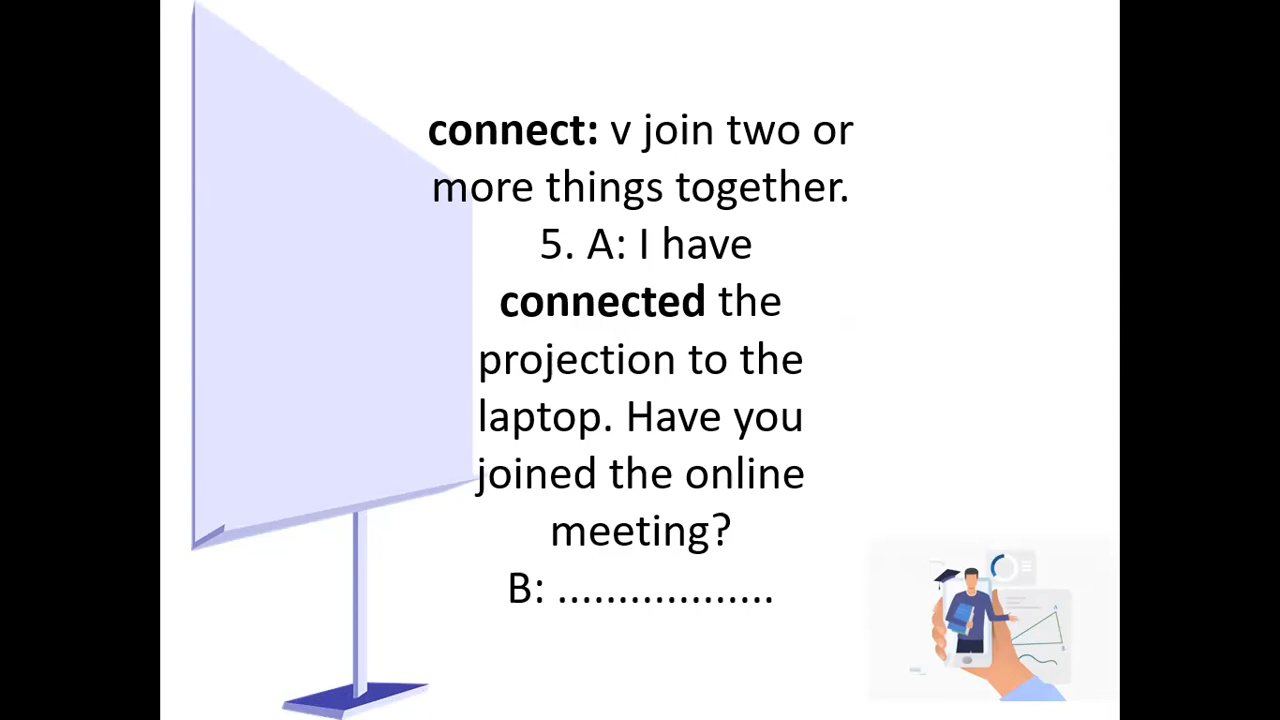 connect: v join two or
more things together.
5. A: I have
connected the
projection to the
laptop. Have you
joined the online
meeting?
B: ..................